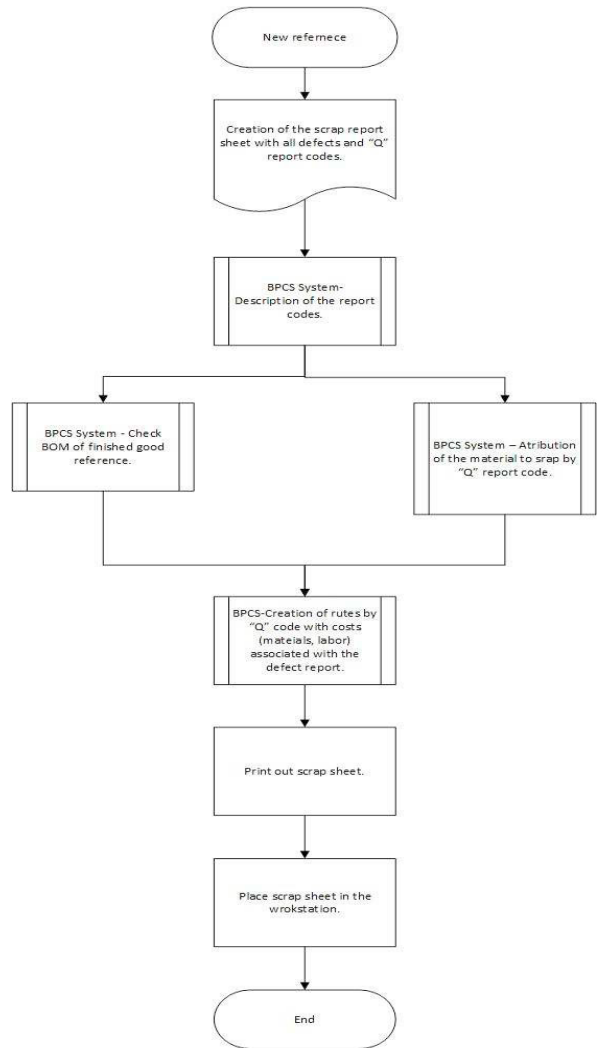 New refernece
Creation of the scrap report
sheet with all defects and “Q”
report codes.
BPCS System-
Description of the report
codes.
BPCS System - Check
BOM of finished good
reference.
BPCS System – Atribution
of the material to srap by
“Q” report code.
BPCS-Creation of rutes by
“Q” code with costs
(mateials, labor)
associated with the
defect report.
Print out scrap sheet.
Place scrap sheet in the
wrokstation.
End